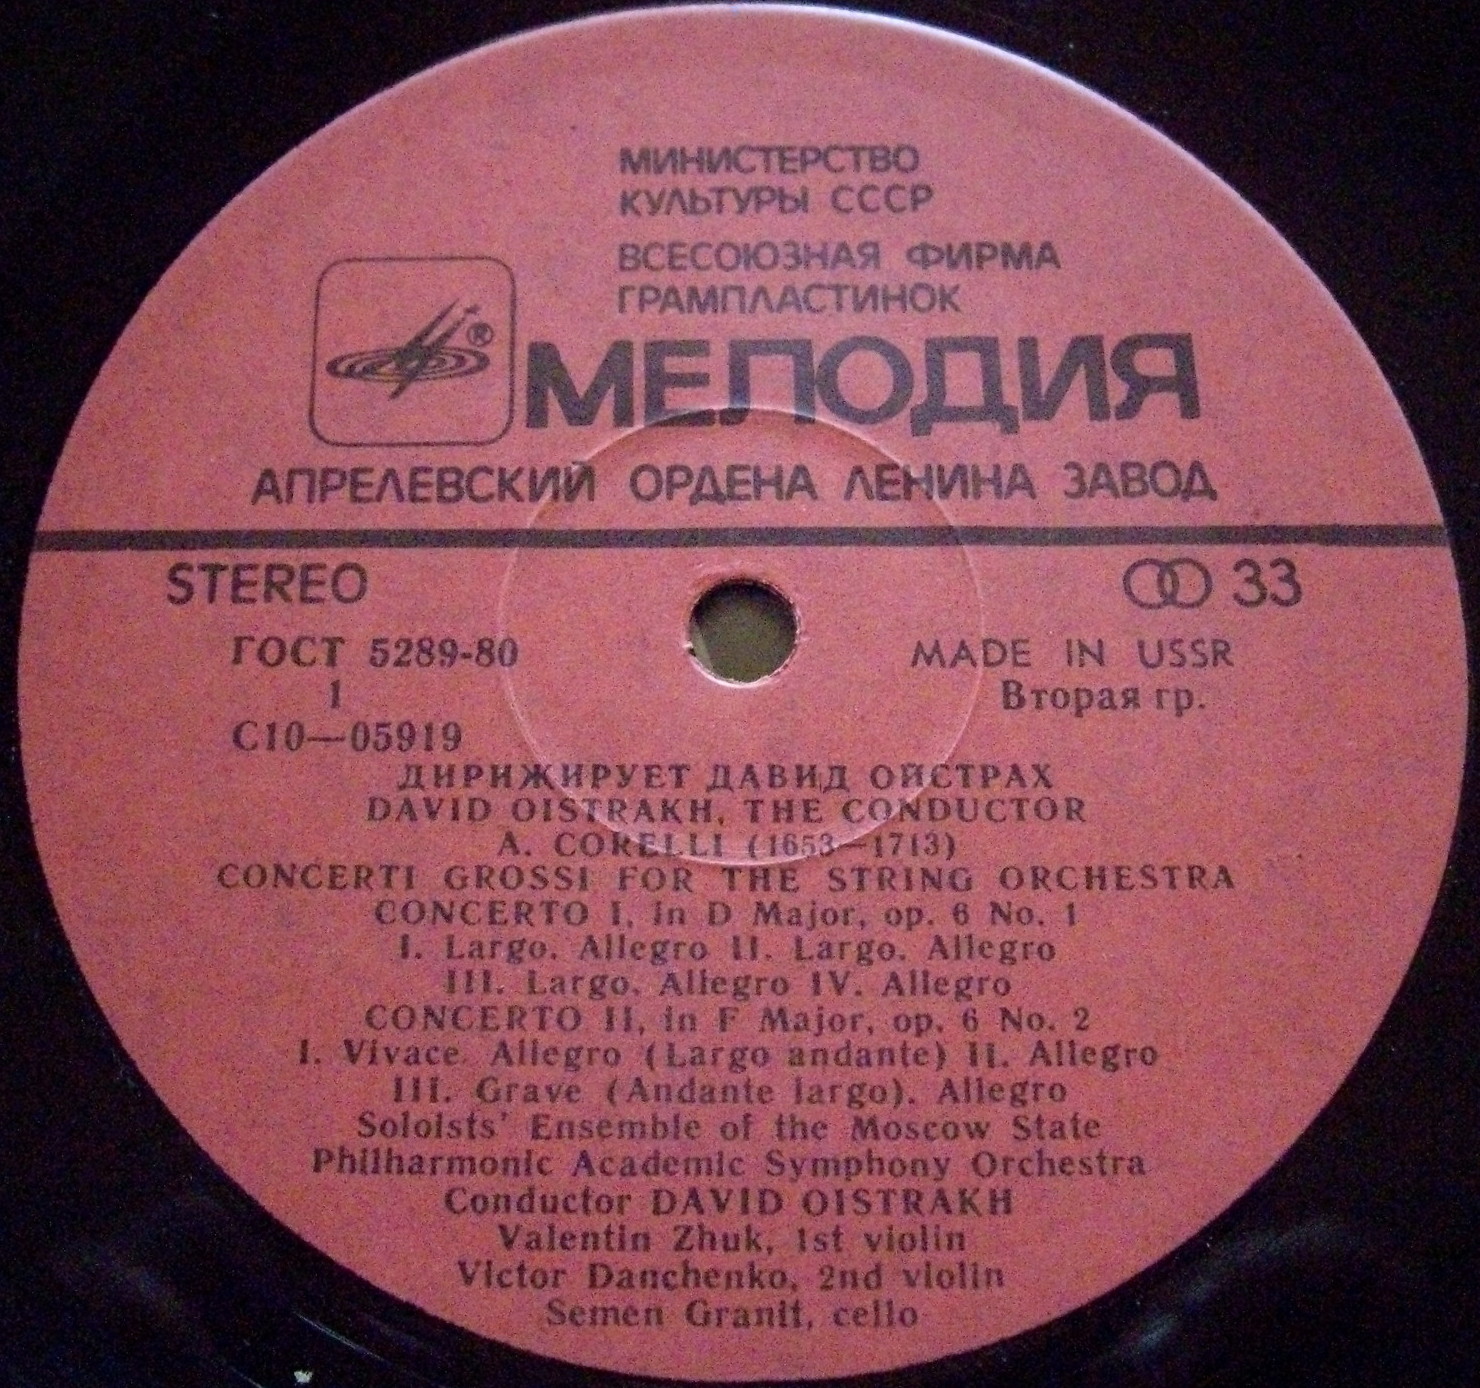 МИНИСТЕРСТВО
КУЛЬТУРЫ СССР
ВСЕСОЮЗНАЯ ФИРМА
ГРАМПЛАСТИНОК
®
МЕЛОДИЯ
АПРЕЛЕВСКИЙ ОРДЕНА ЛЕНИНА ЗАВОД
STEREO 33
ГОСТ 5289-80 MADE IN USSR
1 Вторая гр.
С10—05919
ДИРИЖИРУЕТ ДАВИД ОЙСТРАХ
DAVID OISTRAKH, THE CONDUCTOR
A. CORELLI (1653—1713)
CONCERTI GROSSI FOR THE STRING ORCHESTRA
CONCERTO I, in D Major, op. 6 No. 1
I. Largo. Allegro II. Largo. Allegro
III. Largo. Allegro IV. Allegro
CONCERTO II, in F Major, op. 6 No. 2
I. Vivace. Allegro (Largo andante) II. Allegro
III. Grave (Andante largo). Allegro
Soloists' Ensemble of the Moscow State
Philharmonic Academic Symphony Orchestra
Conductor DAVID OISTRAKH
Valentin Zhuk, 1st violin
Victor Danchenko, 2nd violin
Semen Granit, cello